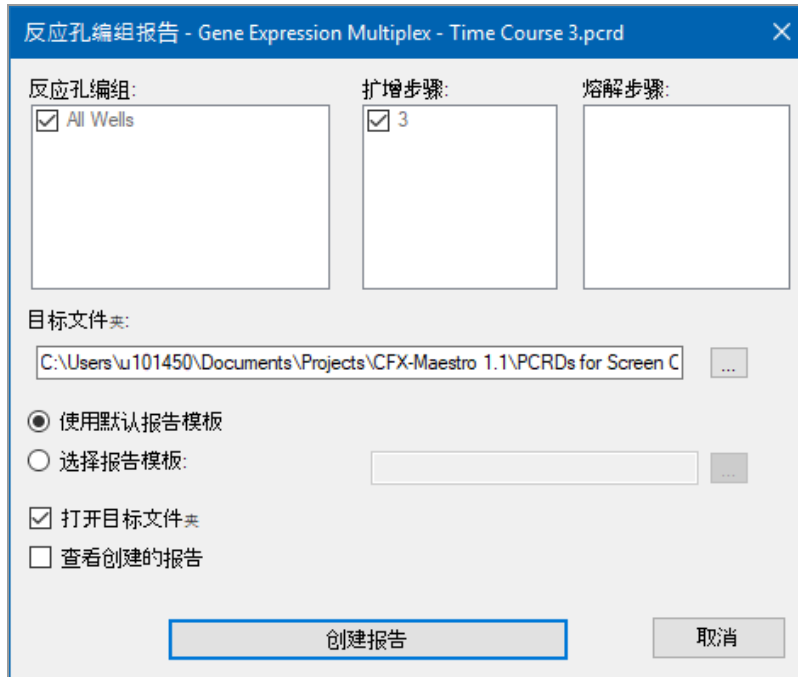 反应孔编组报告 - Gene Expression Multiplex - Time Course 3.pcrd
反应孔编组:
扩增步骤:
熔解步骤:
All Wells
3
目标文件夹:
C:\Users\u101450\Documents\Projects\CFX-Maestro 1.1\PCRDs for Screen C
...
使用默认报告模板
选择报告模板:
...
打开目标文件夹
查看创建的报告
创建报告
取消